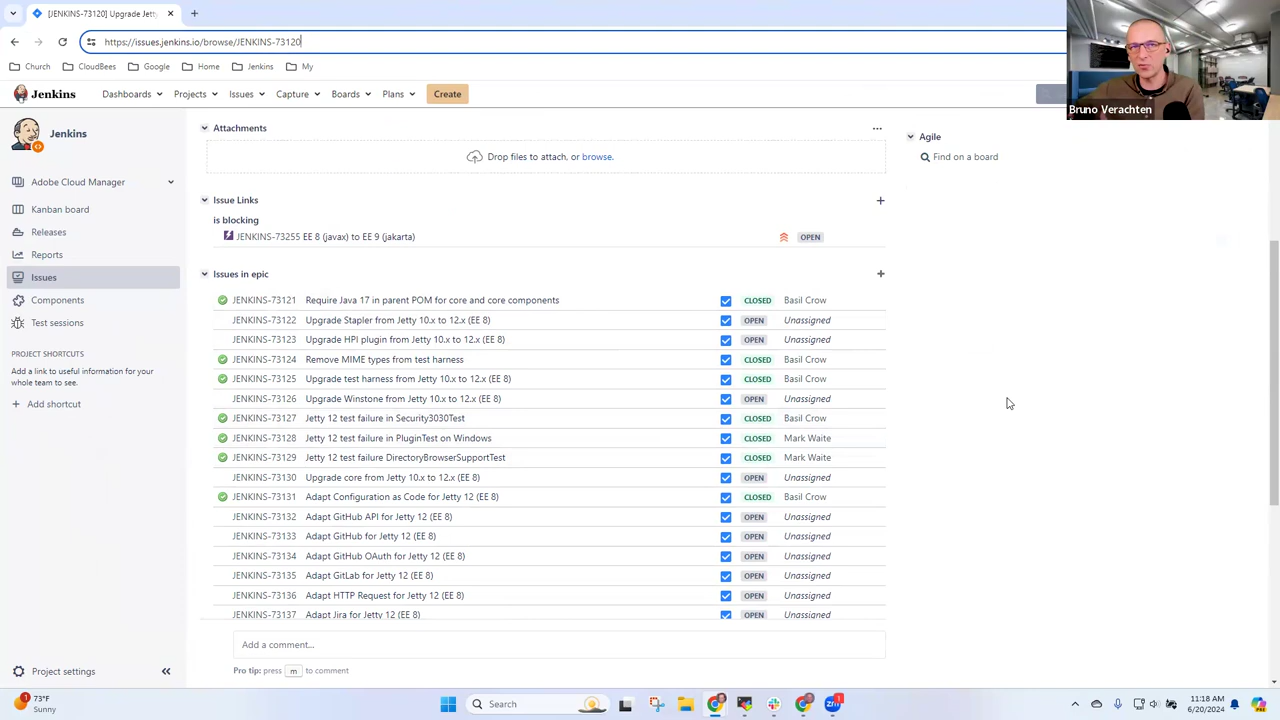 [JENKINS-73120] Upgrade Jetty
https://issues.jenkins.io/browse/JENKINS-73120
Church CloudBees Google Home Jenkins My
Jenkins Dashboards Projects Issues Capture Boards Plans Create
Bruno Verachten
Jenkins
Adobe Cloud Manager
Kanban board
Releases
Reports
Issues
Components
Test sessions
PROJECT SHORTCUTS
Add a link to useful information for your
whole team to see.
Add shortcut
Project settings
Attachments
Drop files to attach, or browse.
Issue Links
is blocking
JENKINS-73255 EE 8 (javax) to EE 9 (jakarta) OPEN
Issues in epic
JENKINS-73121 Require Java 17 in parent POM for core and core components CLOSED Basil Crow
JENKINS-73122 Upgrade Stapler from Jetty 10.x to 12.x (EE 8) OPEN Unassigned
JENKINS-73123 Upgrade HPI plugin from Jetty 10.x to 12.x (EE 8) OPEN Unassigned
JENKINS-73124 Remove MIME types from test harness CLOSED Basil Crow
JENKINS-73125 Upgrade test harness from Jetty 10.x to 12.x (EE 8) CLOSED Basil Crow
JENKINS-73126 Upgrade Winstone from Jetty 10.x to 12.x (EE 8) OPEN Unassigned
JENKINS-73127 Jetty 12 test failure in Security3030Test CLOSED Basil Crow
JENKINS-73128 Jetty 12 test failure in PluginTest on Windows CLOSED Mark Waite
JENKINS-73129 Jetty 12 test failure DirectoryBrowserSupportTest CLOSED Mark Waite
JENKINS-73130 Upgrade core from Jetty 10.x to 12.x (EE 8) OPEN Unassigned
JENKINS-73131 Adapt Configuration as Code for Jetty 12 (EE 8) CLOSED Basil Crow
JENKINS-73132 Adapt GitHub API for Jetty 12 (EE 8) OPEN Unassigned
JENKINS-73133 Adapt GitHub for Jetty 12 (EE 8) OPEN Unassigned
JENKINS-73134 Adapt GitHub OAuth for Jetty 12 (EE 8) OPEN Unassigned
JENKINS-73135 Adapt GitLab for Jetty 12 (EE 8) OPEN Unassigned
JENKINS-73136 Adapt HTTP Request for Jetty 12 (EE 8) OPEN Unassigned
JENKINS-73137 Adapt Jira for Jetty 12 (EE 8) OPEN Unassigned
Add a comment...
Pro tip: press m to comment
Agile
Find on a board
1
73°F
Sunny
Search
zm
1
11:18 AM
6/20/2024